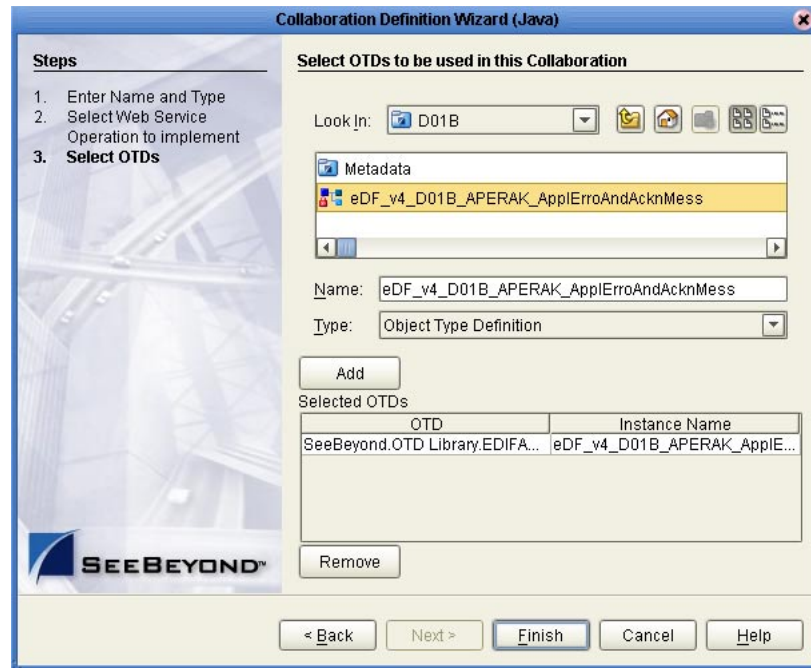 Collaboration Definition Wizard (Java)
Steps
1. Enter Name and Type
2. Select Web Service
Operation to implement
3. Select OTDs
Select OTDs to be used in this Collaboration
Look In: D01B
Metadata
eDF_v4_D01B_APERAK_ApplErroAndAcknMess
Name: eDF_v4_D01B_APERAK_ApplErroAndAcknMess
Type: Object Type Definition
Add
Selected OTDs
OTD Instance Name
SeeBeyond.OTD Library.EDIFA... eDF_v4_D01B_APERAK_ApplE...
Remove
SEEBEYOND™
< Back Next > Finish Cancel Help